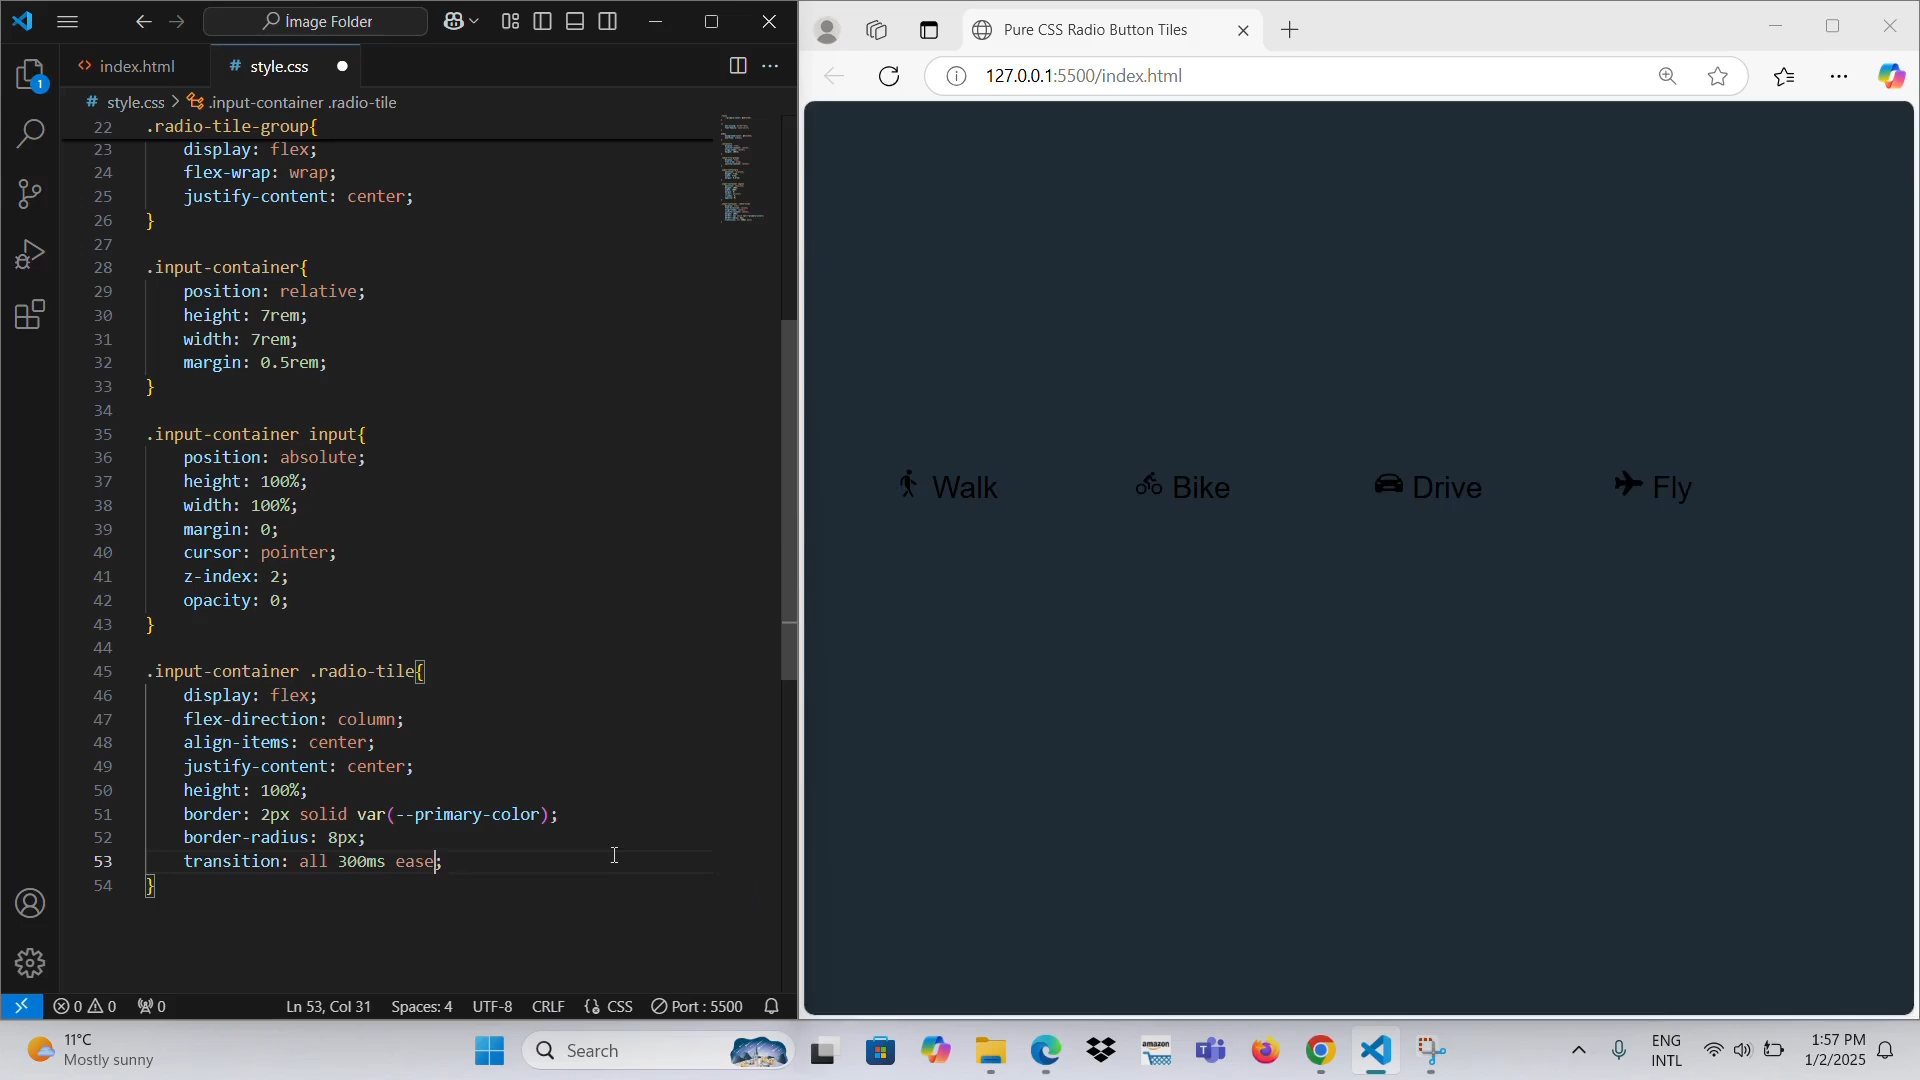 Image Folder
index.html
style.css
style.css > .input-container .radio-tile
22 .radio-tile-group{
23 display: flex;
24 flex-wrap: wrap;
25 justify-content: center;
26 }
27
28 .input-container{
29 position: relative;
30 height: 7rem;
31 width: 7rem;
32 margin: 0.5rem;
33 }
34
35 .input-container input{
36 position: absolute;
37 height: 100%;
38 width: 100%;
39 margin: 0;
40 cursor: pointer;
41 z-index: 2;
42 opacity: 0;
43 }
44
45 .input-container .radio-tile{
46 display: flex;
47 flex-direction: column;
48 align-items: center;
49 justify-content: center;
50 height: 100%;
51 border: 2px solid var(--primary-color);
52 border-radius: 8px;
53 transition: all 300ms ease;
54 }
1
0 0 0 Ln 53, Col 31 Spaces: 4 UTF-8 CRLF {} CSS Port : 5500
Pure CSS Radio Button Tiles
127.0.0.1:5500/index.html
Walk Bike Drive Fly
11°C
Mostly sunny
Search
amazon
ENG
INTL
1:57 PM
1/2/2025